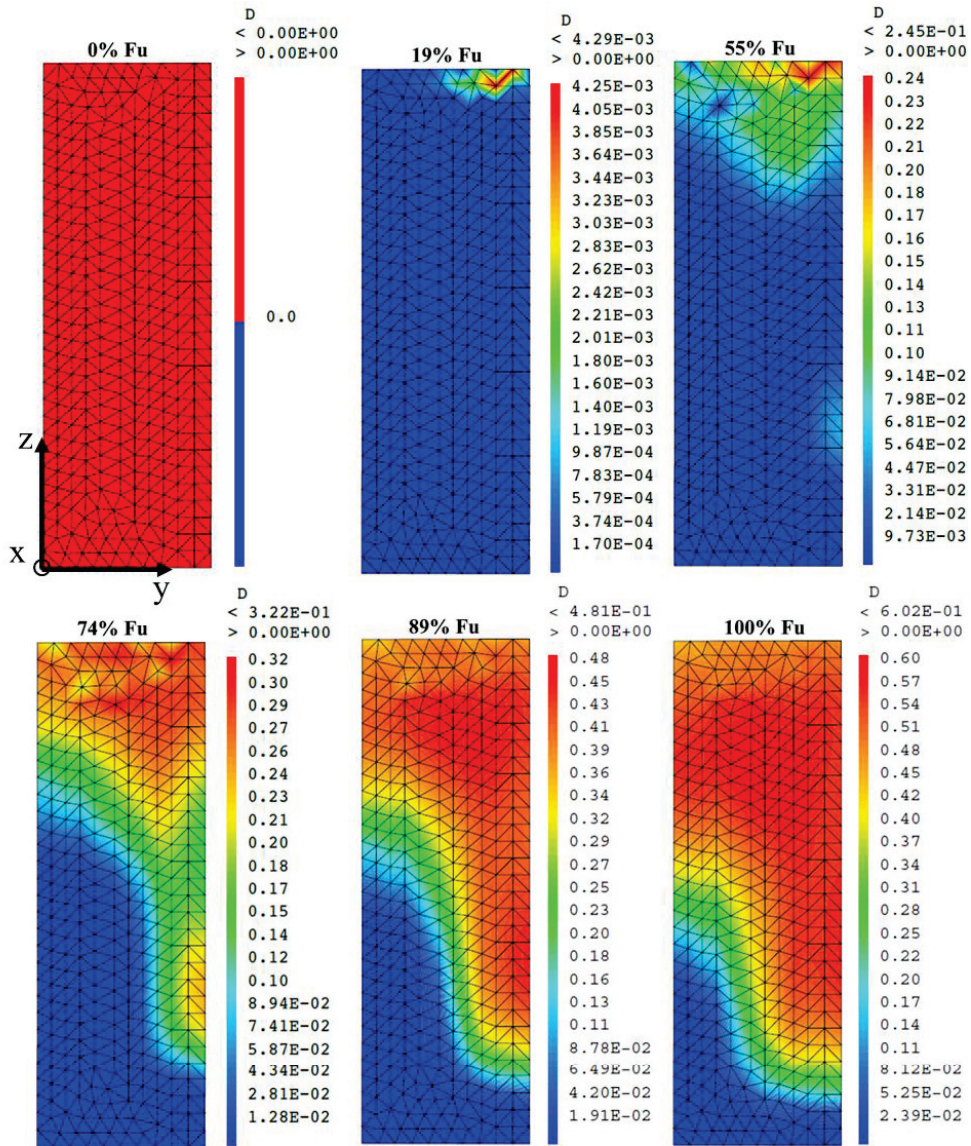 D
< 0.00E+00
> 0.00E+00
0% Fu
0.0
z
x
y
D
< 4.29E-03
> 0.00E+00
19% Fu
4.25E-03
4.05E-03
3.85E-03
3.64E-03
3.44E-03
3.23E-03
3.03E-03
2.83E-03
2.62E-03
2.42E-03
2.21E-03
2.01E-03
1.80E-03
1.60E-03
1.40E-03
1.19E-03
9.87E-04
7.83E-04
5.79E-04
3.74E-04
1.70E-04
D
< 2.45E-01
> 0.00E+00
55% Fu
0.24
0.23
0.22
0.21
0.20
0.18
0.17
0.16
0.15
0.14
0.13
0.11
0.10
9.14E-02
7.98E-02
6.81E-02
5.64E-02
4.47E-02
3.31E-02
2.14E-02
9.73E-03
D
< 3.22E-01
> 0.00E+00
74% Fu
0.32
0.30
0.29
0.27
0.26
0.24
0.23
0.21
0.20
0.18
0.17
0.15
0.14
0.12
0.10
8.94E-02
7.41E-02
5.87E-02
4.34E-02
2.81E-02
1.28E-02
D
< 4.81E-01
> 0.00E+00
89% Fu
0.48
0.45
0.43
0.41
0.39
0.36
0.34
0.32
0.29
0.27
0.25
0.23
0.20
0.18
0.16
0.13
0.11
8.78E-02
6.49E-02
4.20E-02
1.91E-02
D
< 6.02E-01
> 0.00E+00
100% Fu
0.60
0.57
0.54
0.51
0.48
0.45
0.42
0.40
0.37
0.34
0.31
0.28
0.25
0.22
0.20
0.17
0.14
0.11
8.12E-02
5.25E-02
2.39E-02